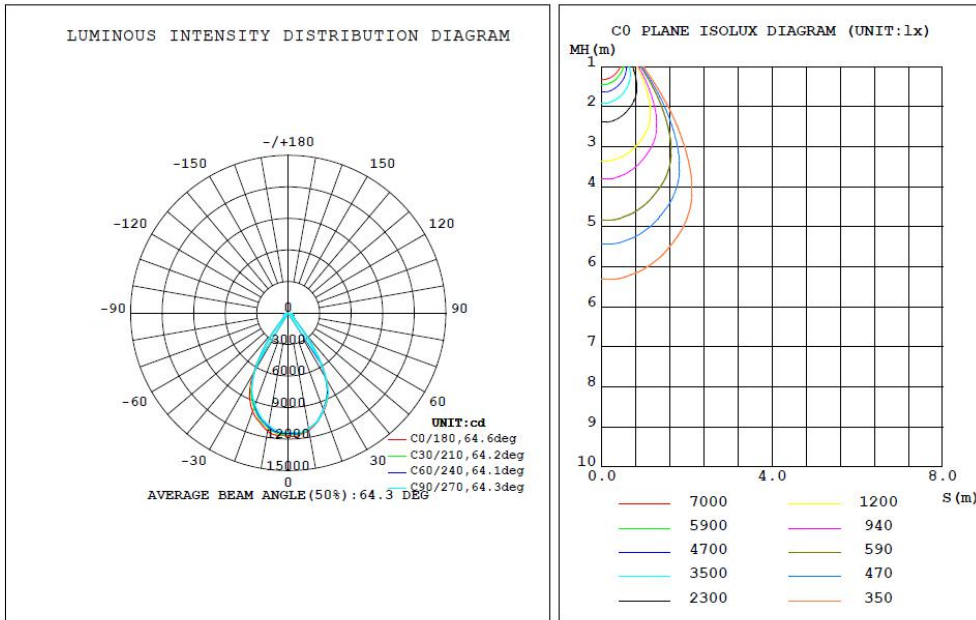 LUMINOUS INTENSITY DISTRIBUTION DIAGRAM
-/+180
-150 150
-120 120
-90 90
-60 60
-30 30
0
0
3000
6000
9000
12000
15000
UNIT:cd
C0/180,64.6deg
C30/210,64.2deg
C60/240,64.1deg
C90/270,64.3deg
AVERAGE BEAM ANGLE(50%):64.3 DEG
C0 PLANE ISOLUX DIAGRAM (UNIT:lx)
MH(m)
1
2
3
4
5
6
6
7
8
9
10
0.0 4.0 8.0
S(m)
7000 1200
5900 940
4700 590
3500 470
2300 350